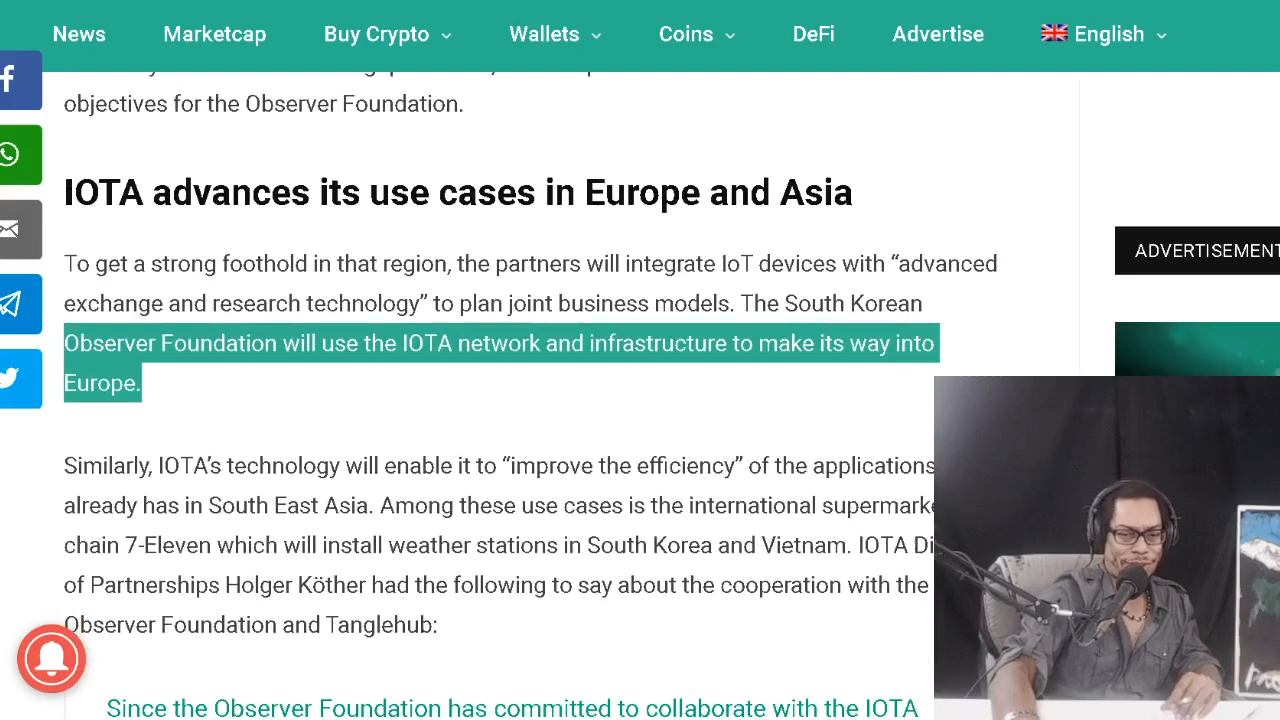 News Marketcap Buy Crypto Wallets Coins DeFi Advertise English
objectives for the Observer Foundation.
IOTA advances its use cases in Europe and Asia
To get a strong foothold in that region, the partners will integrate IoT devices with “advanced
exchange and research technology” to plan joint business models. The South Korean
Observer Foundation will use the IOTA network and infrastructure to make its way into
Europe.
ADVERTISEMENT
Similarly, IOTA’s technology will enable it to “improve the efficiency” of the applications
already has in South East Asia. Among these use cases is the international supermarke
chain 7-Eleven which will install weather stations in South Korea and Vietnam. IOTA Di
of Partnerships Holger Köther had the following to say about the cooperation with the
Observer Foundation and Tanglehub:
Since the Observer Foundation has committed to collaborate with the IOTA